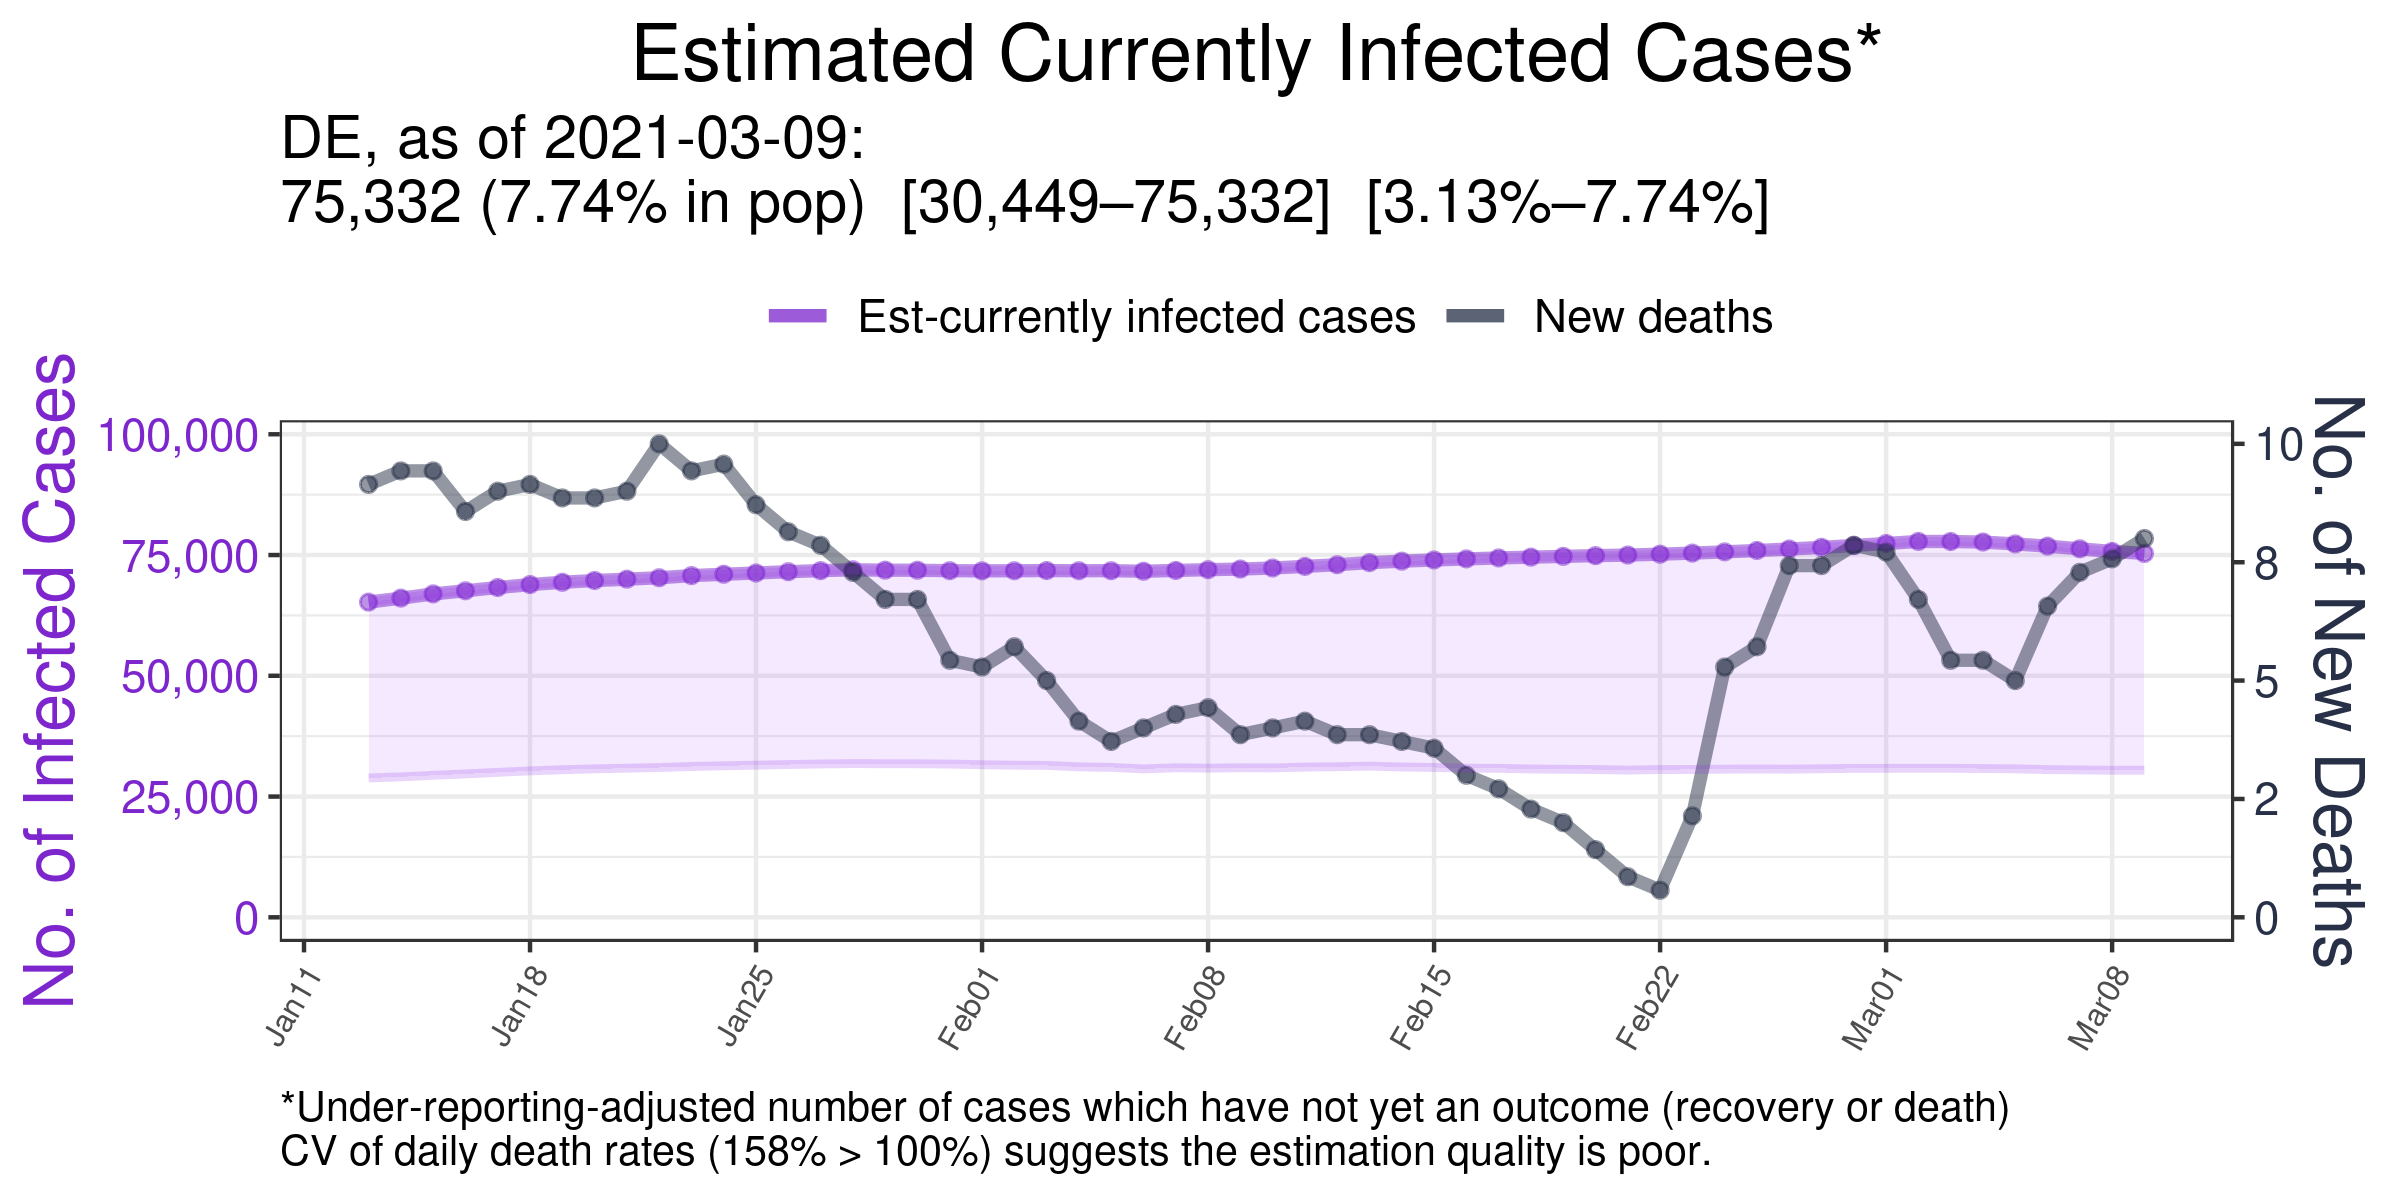 Estimated Currently Infected Cases*
DE, as of 2021-03-09:
75,332 (7.74% in pop)  [30,449–75,332]  [3.13%–7.74%]
Est-currently infected cases
New deaths
No. of Infected Cases
100,000
75,000
50,000
25,000
0
10
8
5
2
0
No. of New Deaths
Jan11
Jan18
Jan25
Feb01
Feb08
Feb15
Feb22
Mar01
Mar08
*Under-reporting-adjusted number of cases which have not yet an outcome (recovery or death)
CV of daily death rates (158% > 100%) suggests the estimation quality is poor.